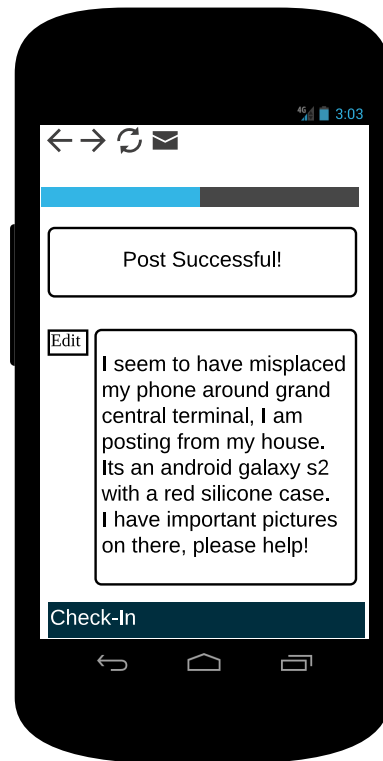 4G 3:03
Post Successful!
Edit
I seem to have misplaced
my phone around grand
central terminal, I am
posting from my house.
Its an android galaxy s2
with a red silicone case.
I have important pictures
on there, please help!
Check-In